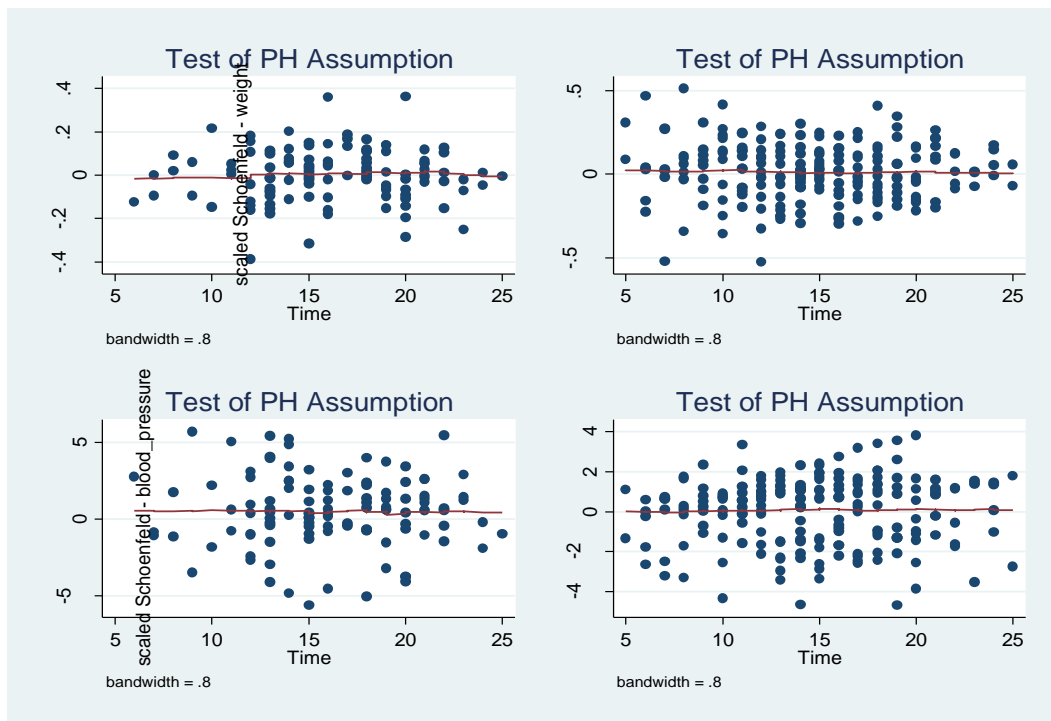 Test of PH Assumption
scaled Schoenfeld - weight
.4
.2
0
-.2
-.4
5 10 15 20 25
Time
bandwidth = .8
Test of PH Assumption
.5
0
-.5
5 10 15 20 25
Time
bandwidth = .8
Test of PH Assumption
scaled Schoenfeld - blood_pressure
5
0
-5
5 10 15 20 25
Time
bandwidth = .8
Test of PH Assumption
4
2
0
-2
-4
5 10 15 20 25
Time
bandwidth = .8